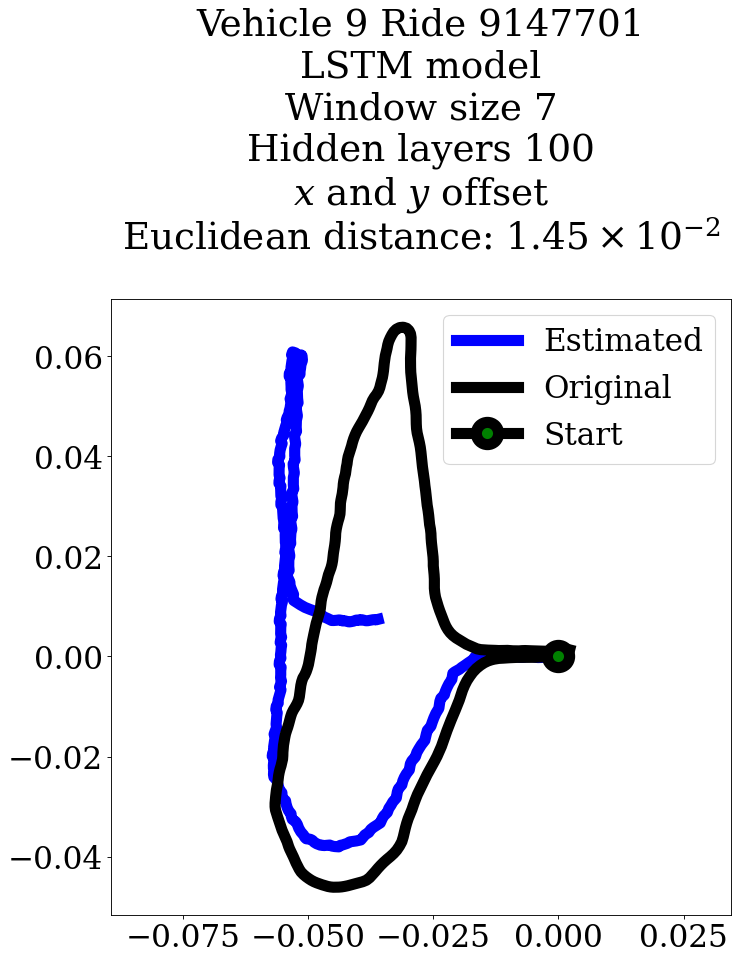 Vehicle 9 Ride 9147701
LSTM model
Window size 7
Hidden layers 100
x and y offset
Euclidean distance: 1.45 × 10⁻²
Estimated
Original
Start
0.06
0.04
0.02
0.00
−0.02
−0.04
−0.075 −0.050 −0.025 0.000 0.025